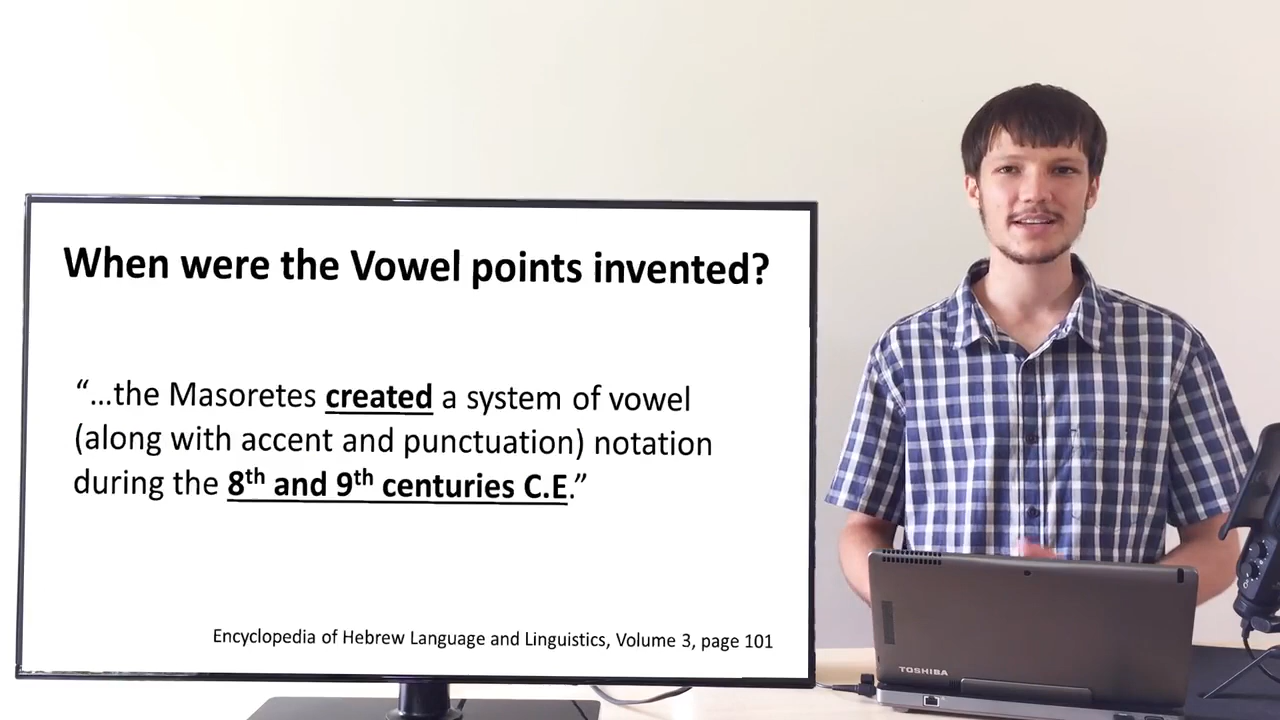 When were the Vowel points invented?
“...the Masoretes created a system of vowel
(along with accent and punctuation) notation
during the 8th and 9th centuries C.E.”
Encyclopedia of Hebrew Language and Linguistics, Volume 3, page 101
TOSHIBA